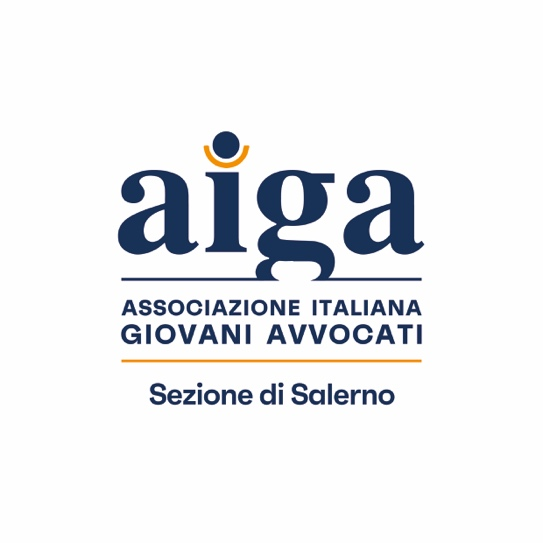 aiga
ASSOCIAZIONE ITALIANA
GIOVANI AVVOCATI
Sezione di Salerno